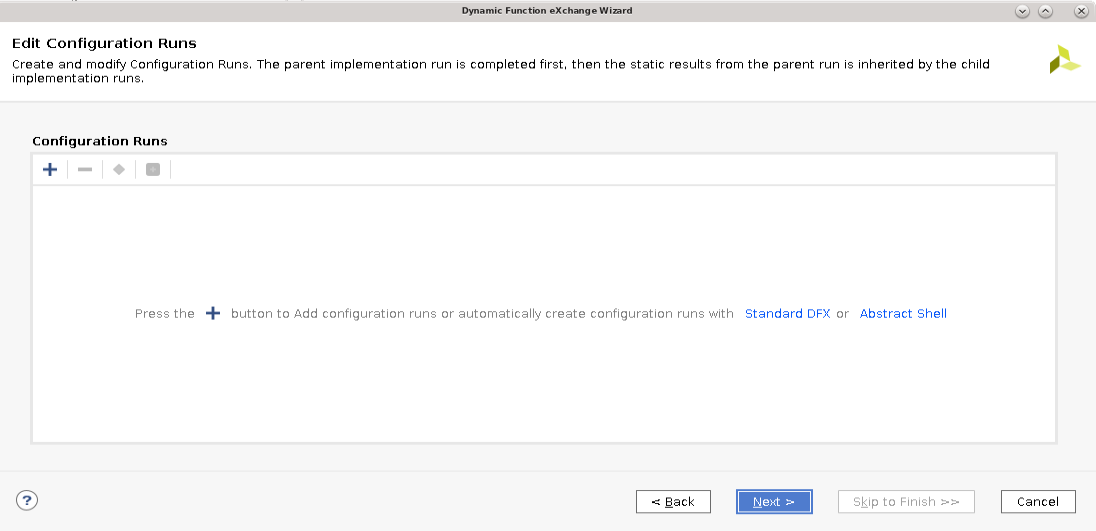 Dynamic Function eXchange Wizard
Edit Configuration Runs
Create and modify Configuration Runs. The parent implementation run is completed first, then the static results from the parent run is inherited by the child
implementation runs.
Configuration Runs
Press the + button to Add configuration runs or automatically create configuration runs with Standard DFX or Abstract Shell
? < Back Next > Skip to Finish >> Cancel